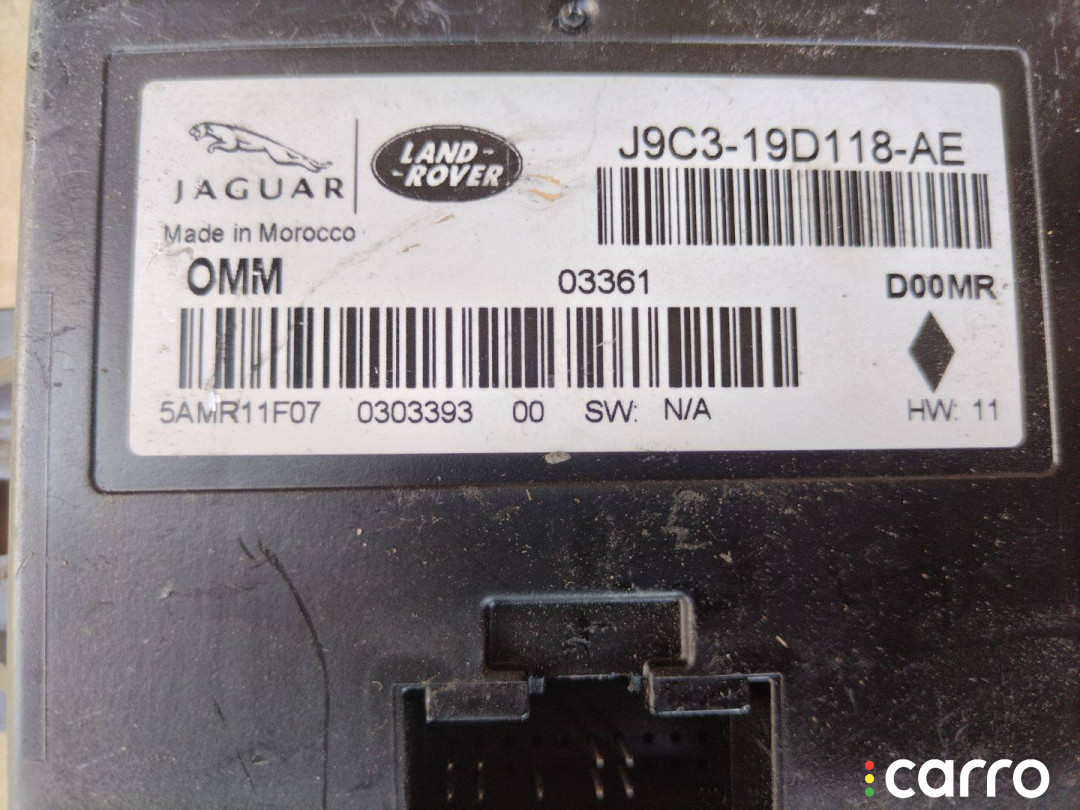 JAGUAR
LAND-
-ROVER
J9C3-19D118-AE
Made in Morocco
OMM
03361
D00MR
5AMR11F07 0303393 00 SW: N/A
HW: 11
carro